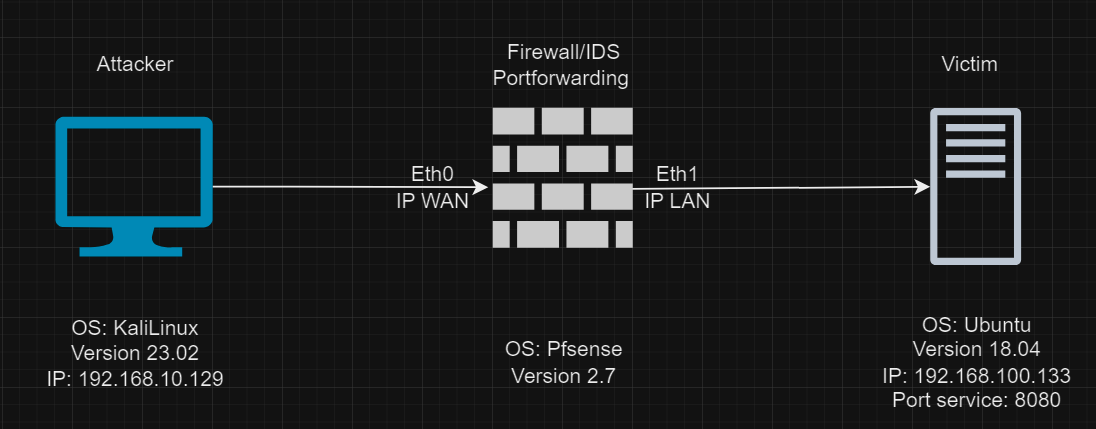 Attacker
Firewall/IDS
Portforwarding
Victim
Eth0
IP WAN
Eth1
IP LAN
OS: KaliLinux
Version 23.02
IP: 192.168.10.129
OS: Pfsense
Version 2.7
OS: Ubuntu
Version 18.04
IP: 192.168.100.133
Port service: 8080